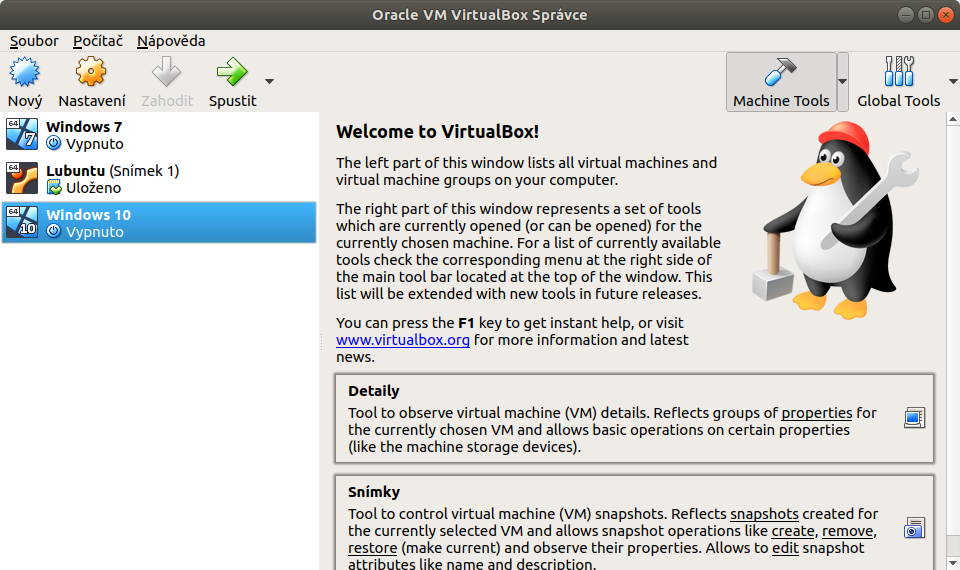 Oracle VM VirtualBox Správce
Soubor Počítač Nápověda
Nový Nastavení Zahodit Spustit Machine Tools Global Tools
64 7 Windows 7
Vypnuto
64 Lubuntu (Snímek 1)
Uloženo
64 10 Windows 10
Vypnuto
Welcome to VirtualBox!
The left part of this window lists all virtual machines and
virtual machine groups on your computer.
The right part of this window represents a set of tools
which are currently opened (or can be opened) for the
currently chosen machine. For a list of currently available
tools check the corresponding menu at the right side of
the main tool bar located at the top of the window. This
list will be extended with new tools in future releases.
You can press the F1 key to get instant help, or visit
www.virtualbox.org for more information and latest
news.
Detaily
Tool to observe virtual machine (VM) details. Reflects groups of properties for
the currently chosen VM and allows basic operations on certain properties
(like the machine storage devices).
Snímky
Tool to control virtual machine (VM) snapshots. Reflects snapshots created for
the currently selected VM and allows snapshot operations like create, remove,
restore (make current) and observe their properties. Allows to edit snapshot
attributes like name and description.